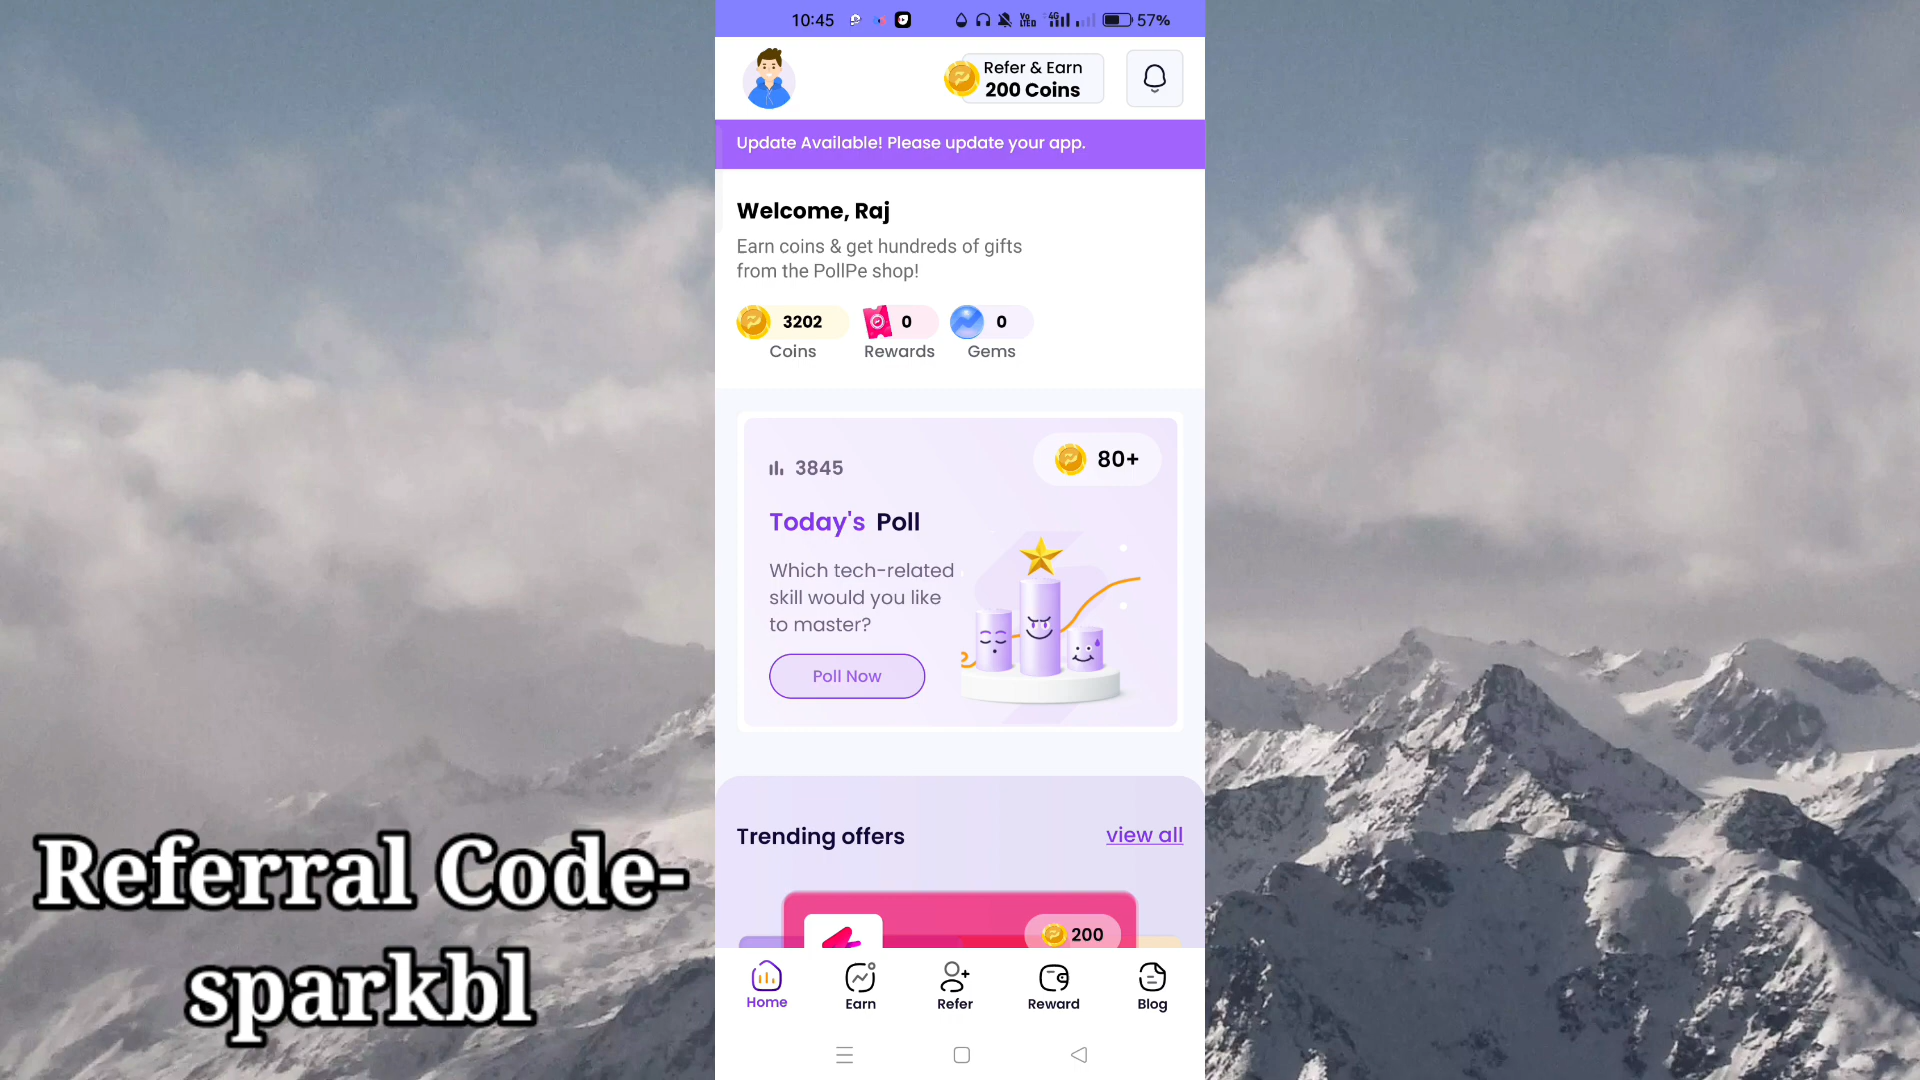 10:45
VoLTE 4G 57%
Refer & Earn
200 Coins
Update Available! Please update your app.
Welcome, Raj
Earn coins & get hundreds of gifts
from the PollPe shop!
3202 0 0
Coins Rewards Gems
3845 80+
Today's Poll
Which tech-related
skill would you like
to master?
Poll Now
Trending offers view all
200
Home Earn Refer Reward Blog
Referral Code-
sparkbl